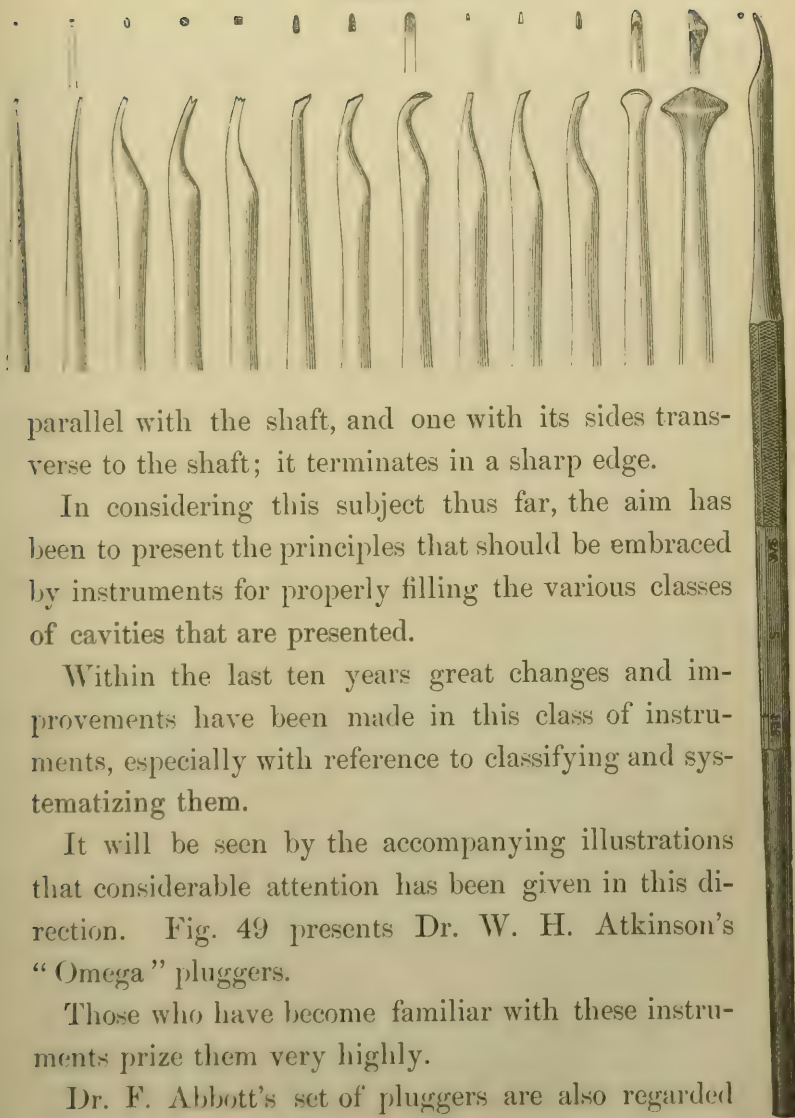 parallel with the shaft, and one with its sides trans-
verse to the shaft; it terminates in a sharp edge.
In considering this subject thus far, the aim has
been to present the principles that should be embraced
by instruments for properly filling the various classes
of cavities that are presented.
Within the last ten years great changes and im-
provements have been made in this class of instru-
ments, especially with reference to classifying and sys-
tematizing them.
It will be seen by the accompanying illustrations
that considerable attention has been given in this di-
rection. Fig. 49 presents Dr. W. H. Atkinson's
“Omega” pluggers.
Those who have become familiar with these instru-
ments prize them very highly.
Dr. F. Abbott's set of pluggers are also regarded